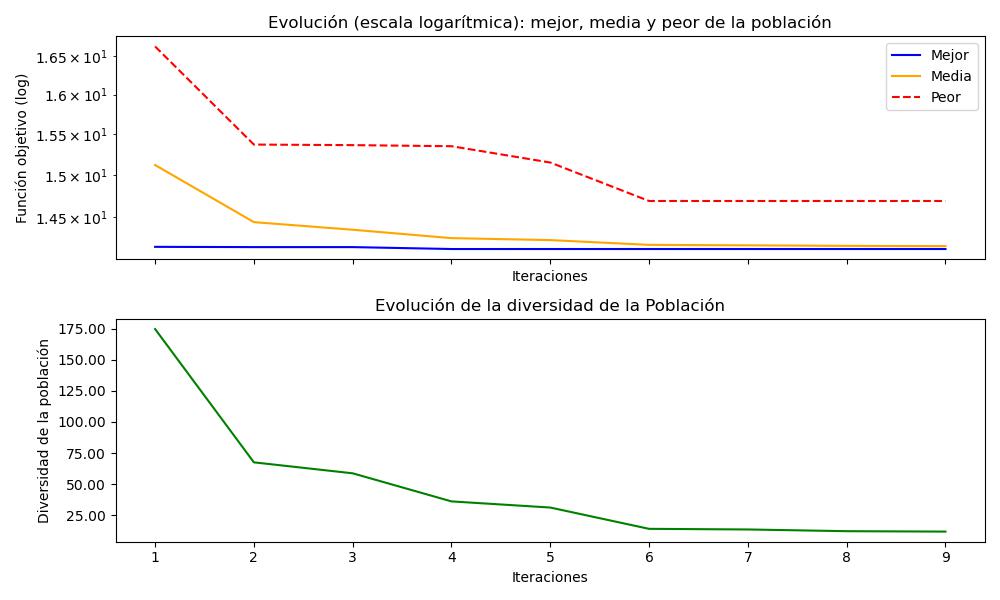 Evolución (escala logarítmica): mejor, media y peor de la población
Función objetivo (log)
1.65 × 10¹
1.6 × 10¹
1.55 × 10¹
1.5 × 10¹
1.45 × 10¹
Mejor
Media
Peor
Iteraciones
Evolución de la diversidad de la Población
Diversidad de la población
175.00
150.00
125.00
100.00
75.00
50.00
25.00
1 2 3 4 5 6 7 8 9
Iteraciones